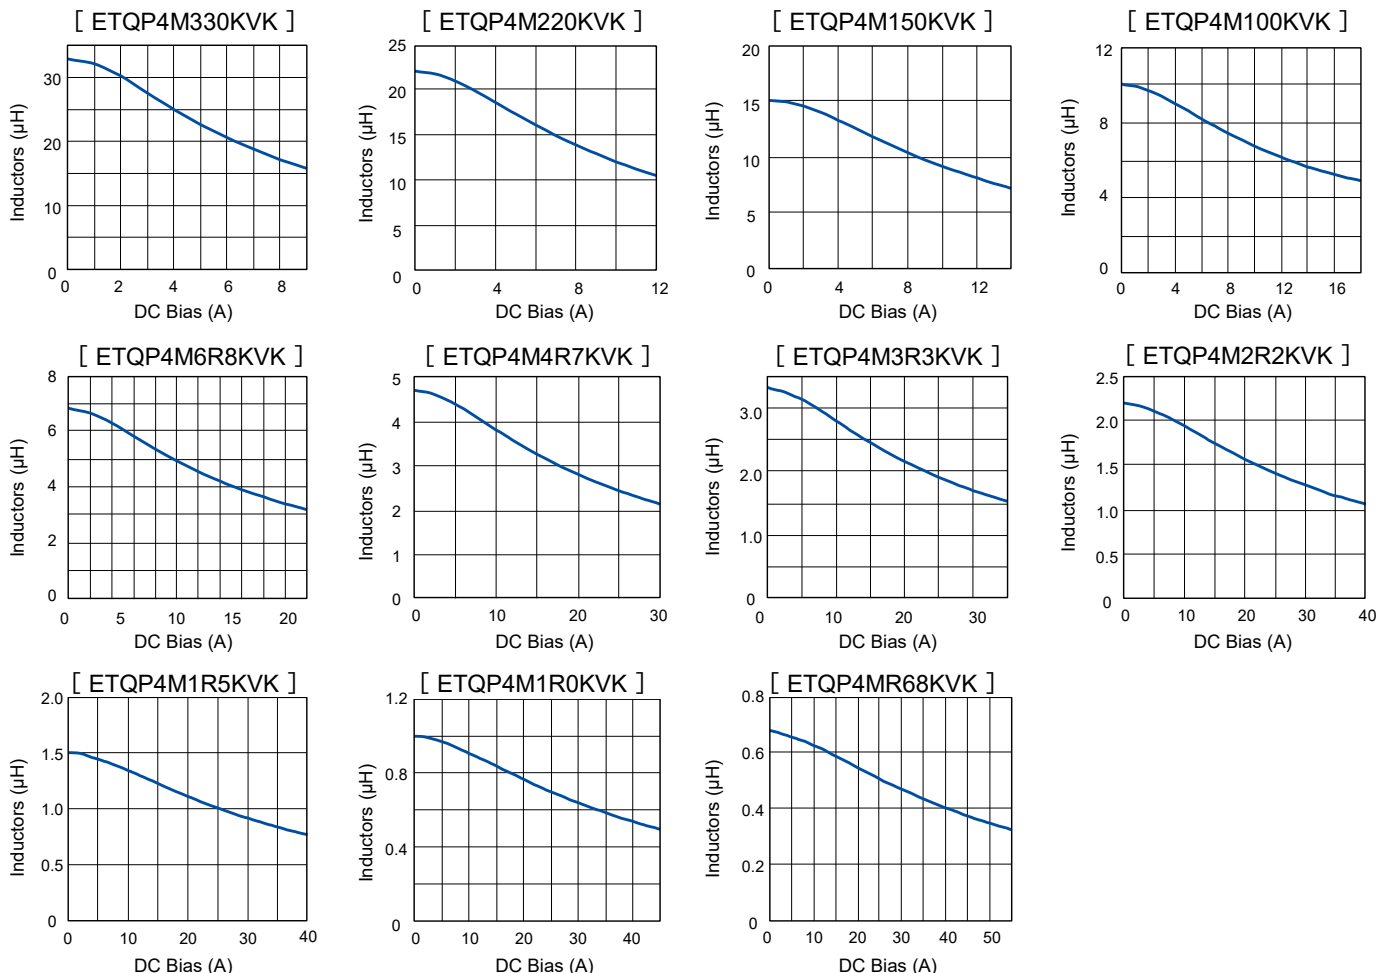 [ ETQP4M330KVK ]
Inductors (μH)
30
20
10
0
0 2 4 6 8
DC Bias (A)
[ ETQP4M220KVK ]
Inductors (μH)
25
20
15
10
5
0
0 4 8 12
DC Bias (A)
[ ETQP4M150KVK ]
Inductors (μH)
20
15
10
5
0
0 4 8 12
DC Bias (A)
[ ETQP4M100KVK ]
Inductors (μH)
12
8
4
0
0 4 8 12 16
DC Bias (A)
[ ETQP4M6R8KVK ]
Inductors (μH)
8
6
4
2
0
0 5 10 15 20
DC Bias (A)
[ ETQP4M4R7KVK ]
Inductors (μH)
5
4
3
2
1
0
0 10 20 30
DC Bias (A)
[ ETQP4M3R3KVK ]
Inductors (μH)
3.0
2.0
1.0
0
0 10 20 30
DC Bias (A)
[ ETQP4M2R2KVK ]
Inductors (μH)
2.5
2.0
1.5
1.0
0.5
0
0 10 20 30 40
DC Bias (A)
[ ETQP4M1R5KVK ]
Inductors (μH)
2.0
1.5
1.0
0.5
0
0 10 20 30 40
DC Bias (A)
[ ETQP4M1R0KVK ]
Inductors (μH)
1.2
0.8
0.4
0
0 10 20 30 40
DC Bias (A)
[ ETQP4MR68KVK ]
Inductors (μH)
0.8
0.6
0.4
0.2
0
0 10 20 30 40 50
DC Bias (A)